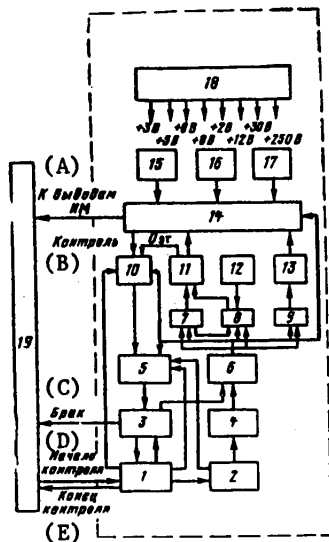 18
+3В +6В +2В +30В
+5В +9В +12В +250В
(A)
15 16 17
К выводам
ИМ
14
Контроль
Uэт
(B)
10 11 12 13
7 8 9
19
5 6
(C)
Брак
3 4
(D)
Начало
контроля
1 2
Конец
контроля
(E)